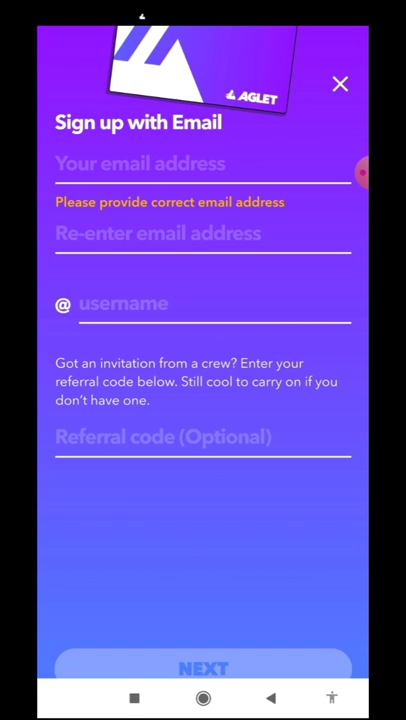 AGLET
Sign up with Email
Your email address
Please provide correct email address
Re-enter email address
@ username
Got an invitation from a crew? Enter your
referral code below. Still cool to carry on if you
don't have one.
Referral code (Optional)
NEXT